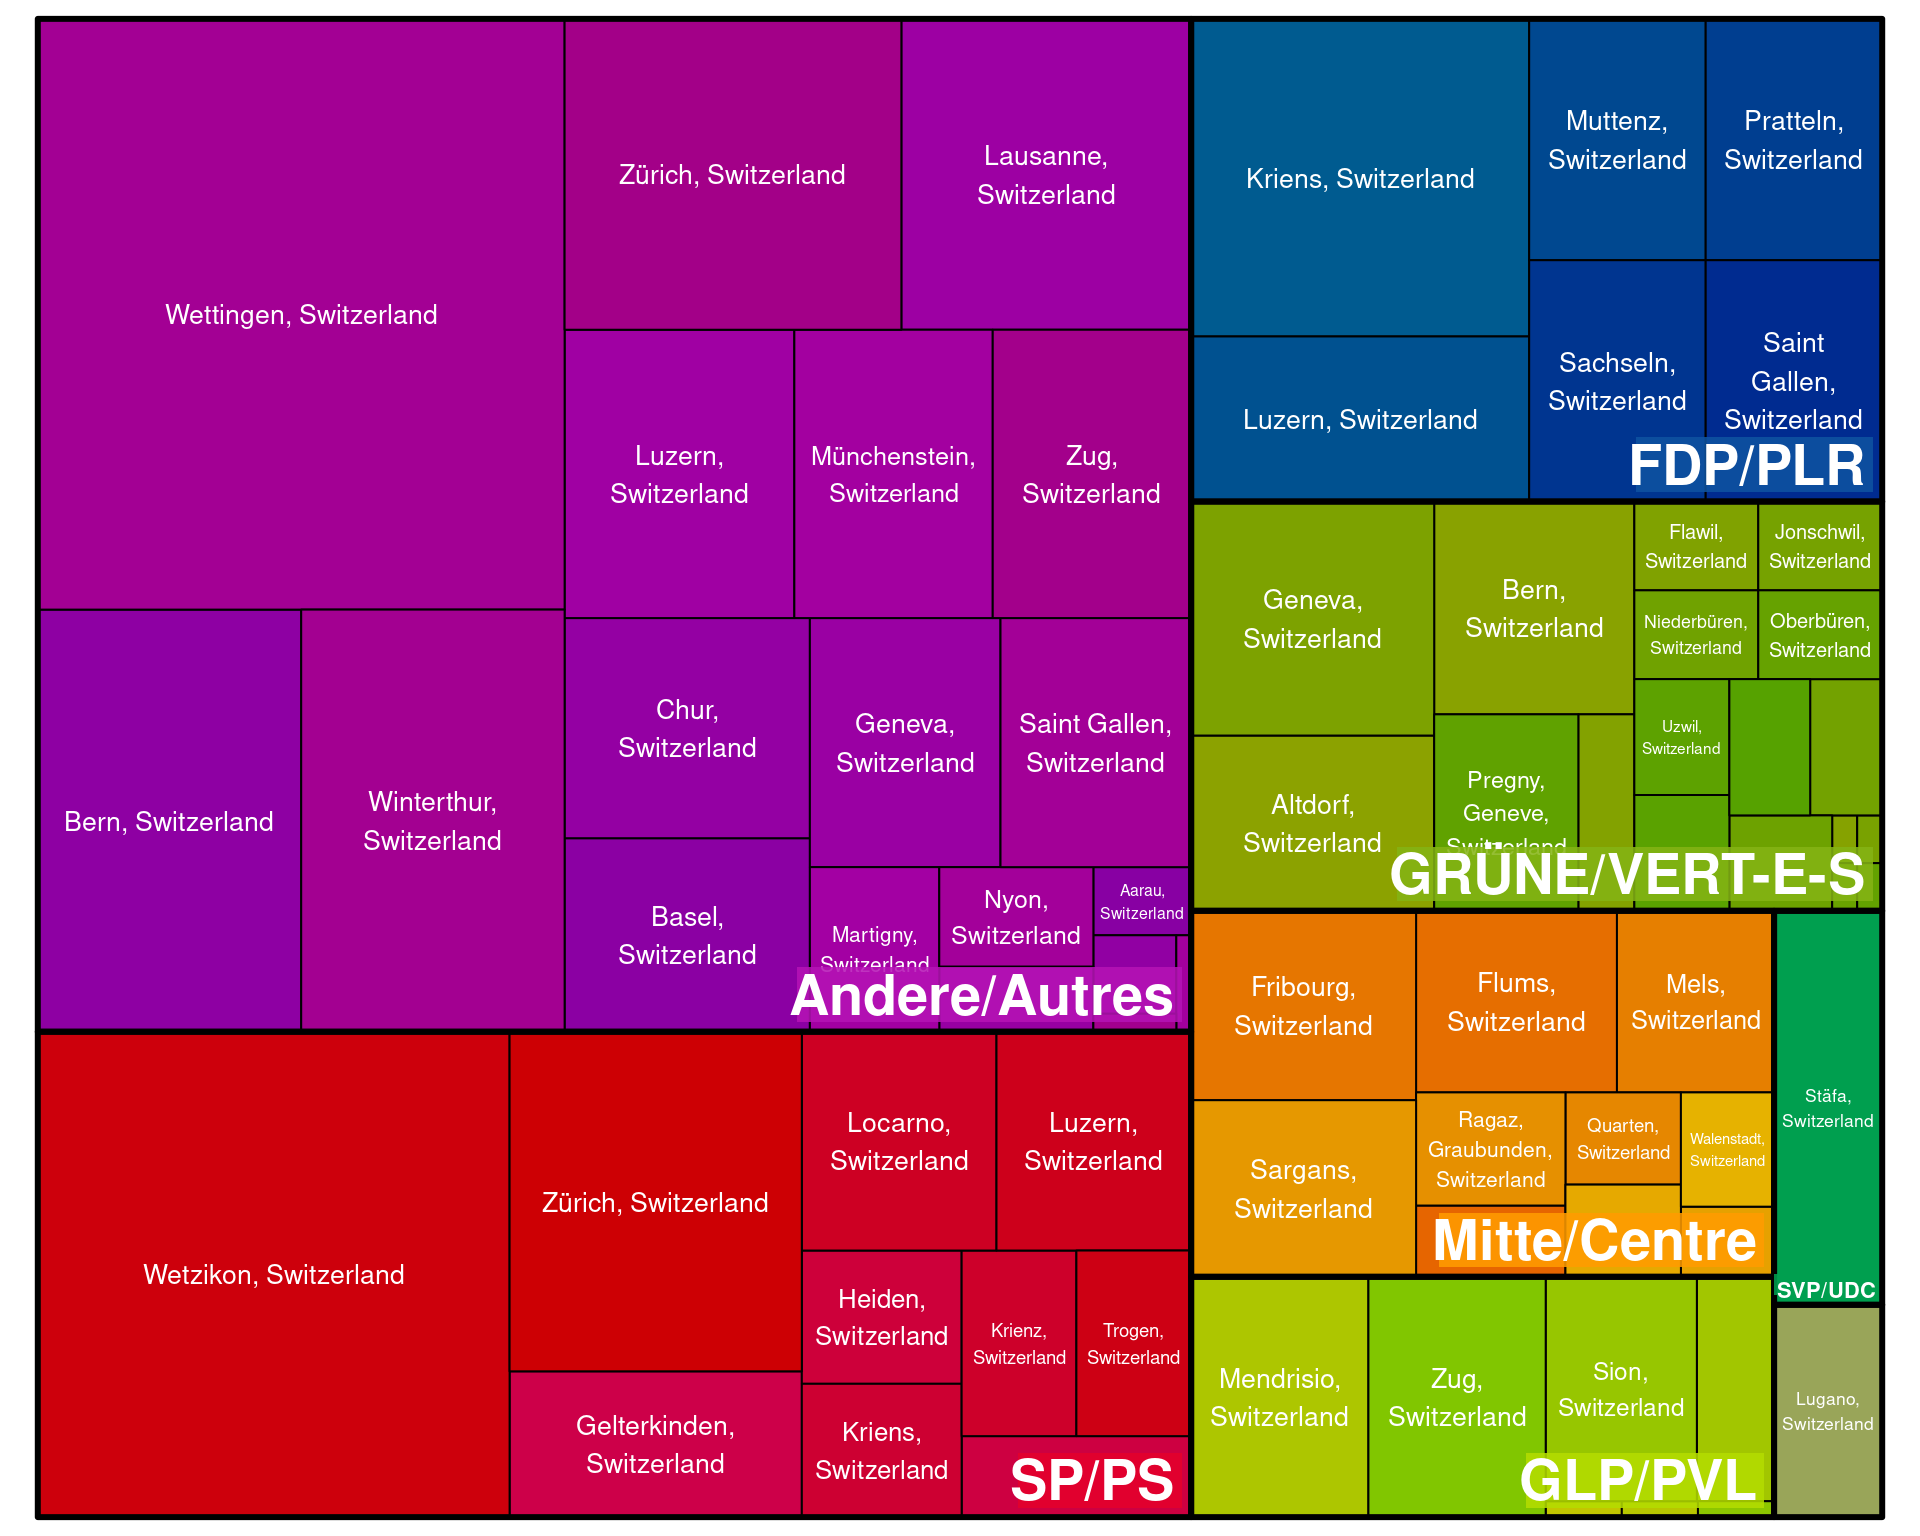 Wettingen, Switzerland
Zürich, Switzerland
Lausanne,
Switzerland
Luzern,
Switzerland
Münchenstein,
Switzerland
Zug,
Switzerland
Bern, Switzerland
Winterthur,
Switzerland
Chur,
Switzerland
Geneva,
Switzerland
Saint Gallen,
Switzerland
Basel,
Switzerland
Martigny,
Switzerland
Nyon,
Switzerland
Aarau,
Switzerland
Andere/Autres
Wetzikon, Switzerland
Zürich, Switzerland
Gelterkinden,
Switzerland
Locarno,
Switzerland
Luzern,
Switzerland
Heiden,
Switzerland
Kriens,
Switzerland
Krienz,
Switzerland
Trogen,
Switzerland
SP/PS
Kriens, Switzerland
Luzern, Switzerland
Muttenz,
Switzerland
Pratteln,
Switzerland
Sachseln,
Switzerland
Saint
Gallen,
Switzerland
FDP/PLR
Geneva,
Switzerland
Altdorf,
Switzerland
Bern,
Switzerland
Pregny,
Geneve,
Switzerland
Flawil,
Switzerland
Jonschwil,
Switzerland
Niederbüren,
Switzerland
Oberbüren,
Switzerland
Uzwil,
Switzerland
GRÜNE/VERT-E-S
Fribourg,
Switzerland
Sargans,
Switzerland
Flums,
Switzerland
Mels,
Switzerland
Ragaz,
Graubunden,
Switzerland
Quarten,
Switzerland
Walenstadt,
Switzerland
Mitte/Centre
Mendrisio,
Switzerland
Zug,
Switzerland
Sion,
Switzerland
GLP/PVL
Stäfa,
Switzerland
SVP/UDC
Lugano,
Switzerland